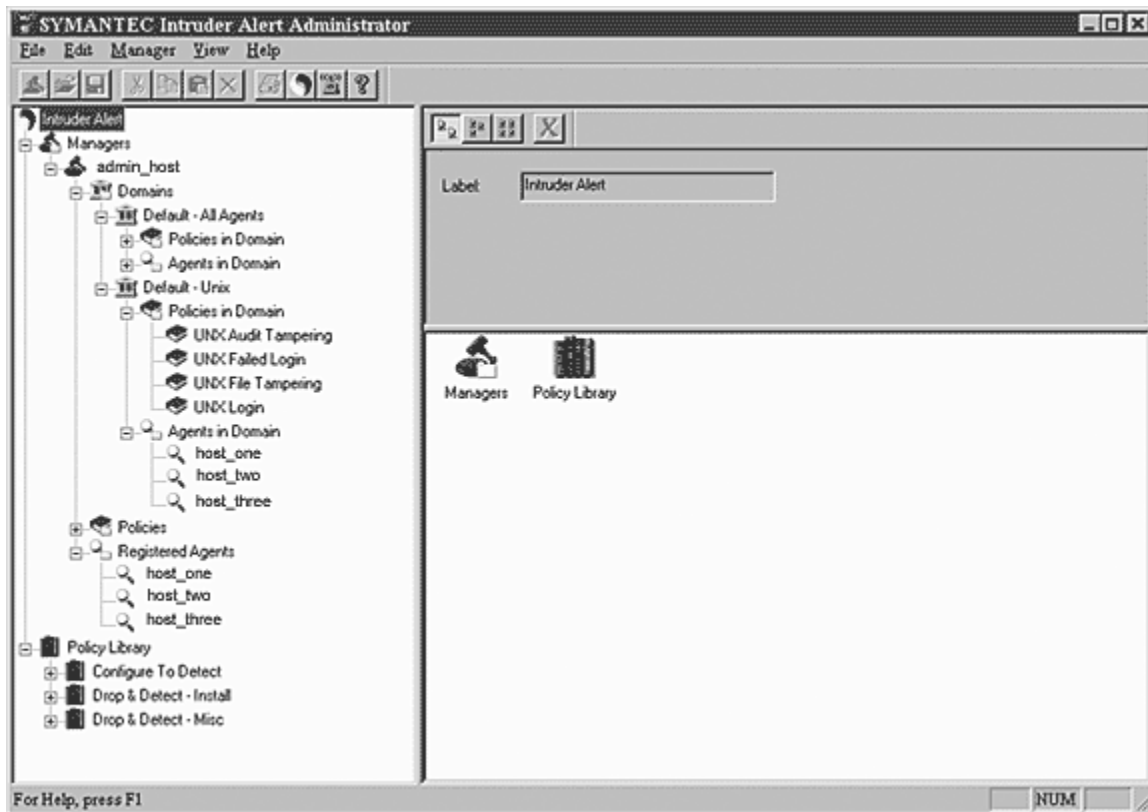 SYMANTEC Intruder Alert Administrator
File Edit Manager View Help
Intruder Alert
Managers
admin_host
Domains
Default - All Agents
Policies in Domain
Agents in Domain
Default - Unix
Policies in Domain
UNX Audit Tampering
UNX Failed Login
UNX File Tampering
UNX Login
Agents in Domain
host_one
host_two
host_three
Policies
Registered Agents
host_one
host_two
host_three
Policy Library
Configure To Detect
Drop & Detect - Install
Drop & Detect - Misc
Label: Intruder Alert
Managers Policy Library
For Help, press F1 NUM